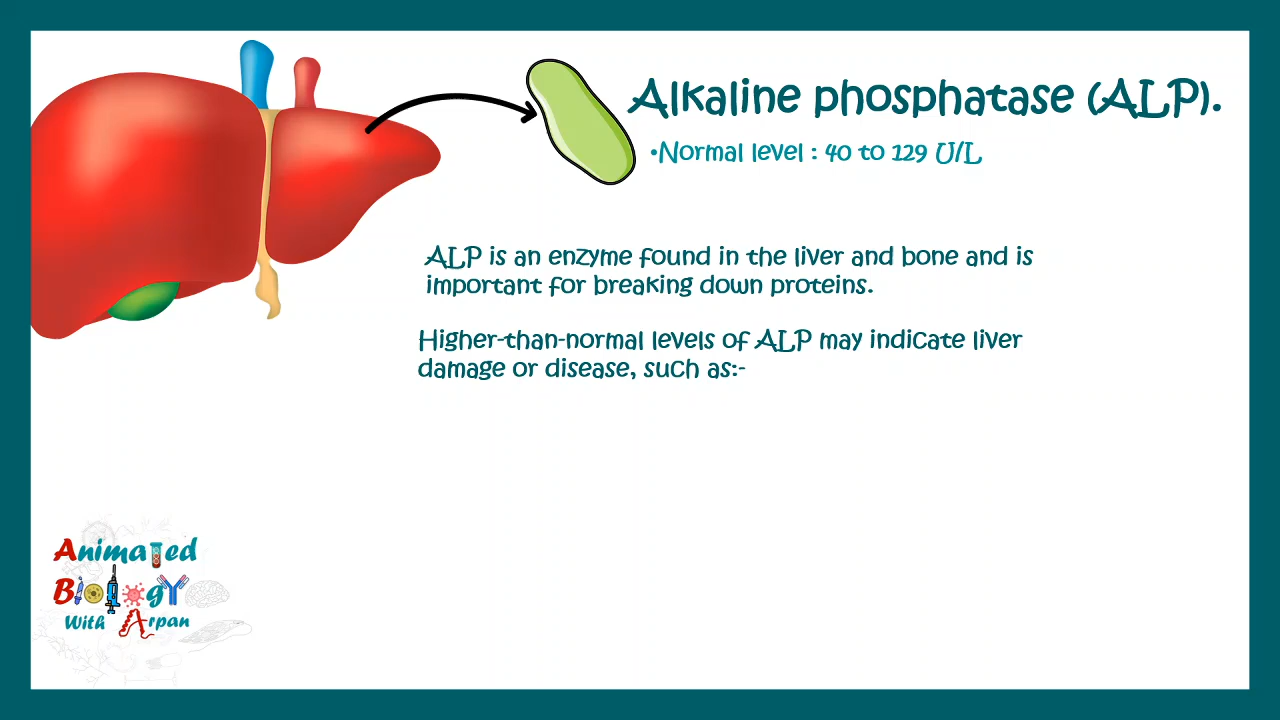 Alkaline phosphatase (ALP).
•Normal level : 40 to 129 U/L
ALP is an enzyme found in the liver and bone and is
important for breaking down proteins.
Higher-than-normal levels of ALP may indicate liver
damage or disease, such as:-
Animated
Biology
With Arpan